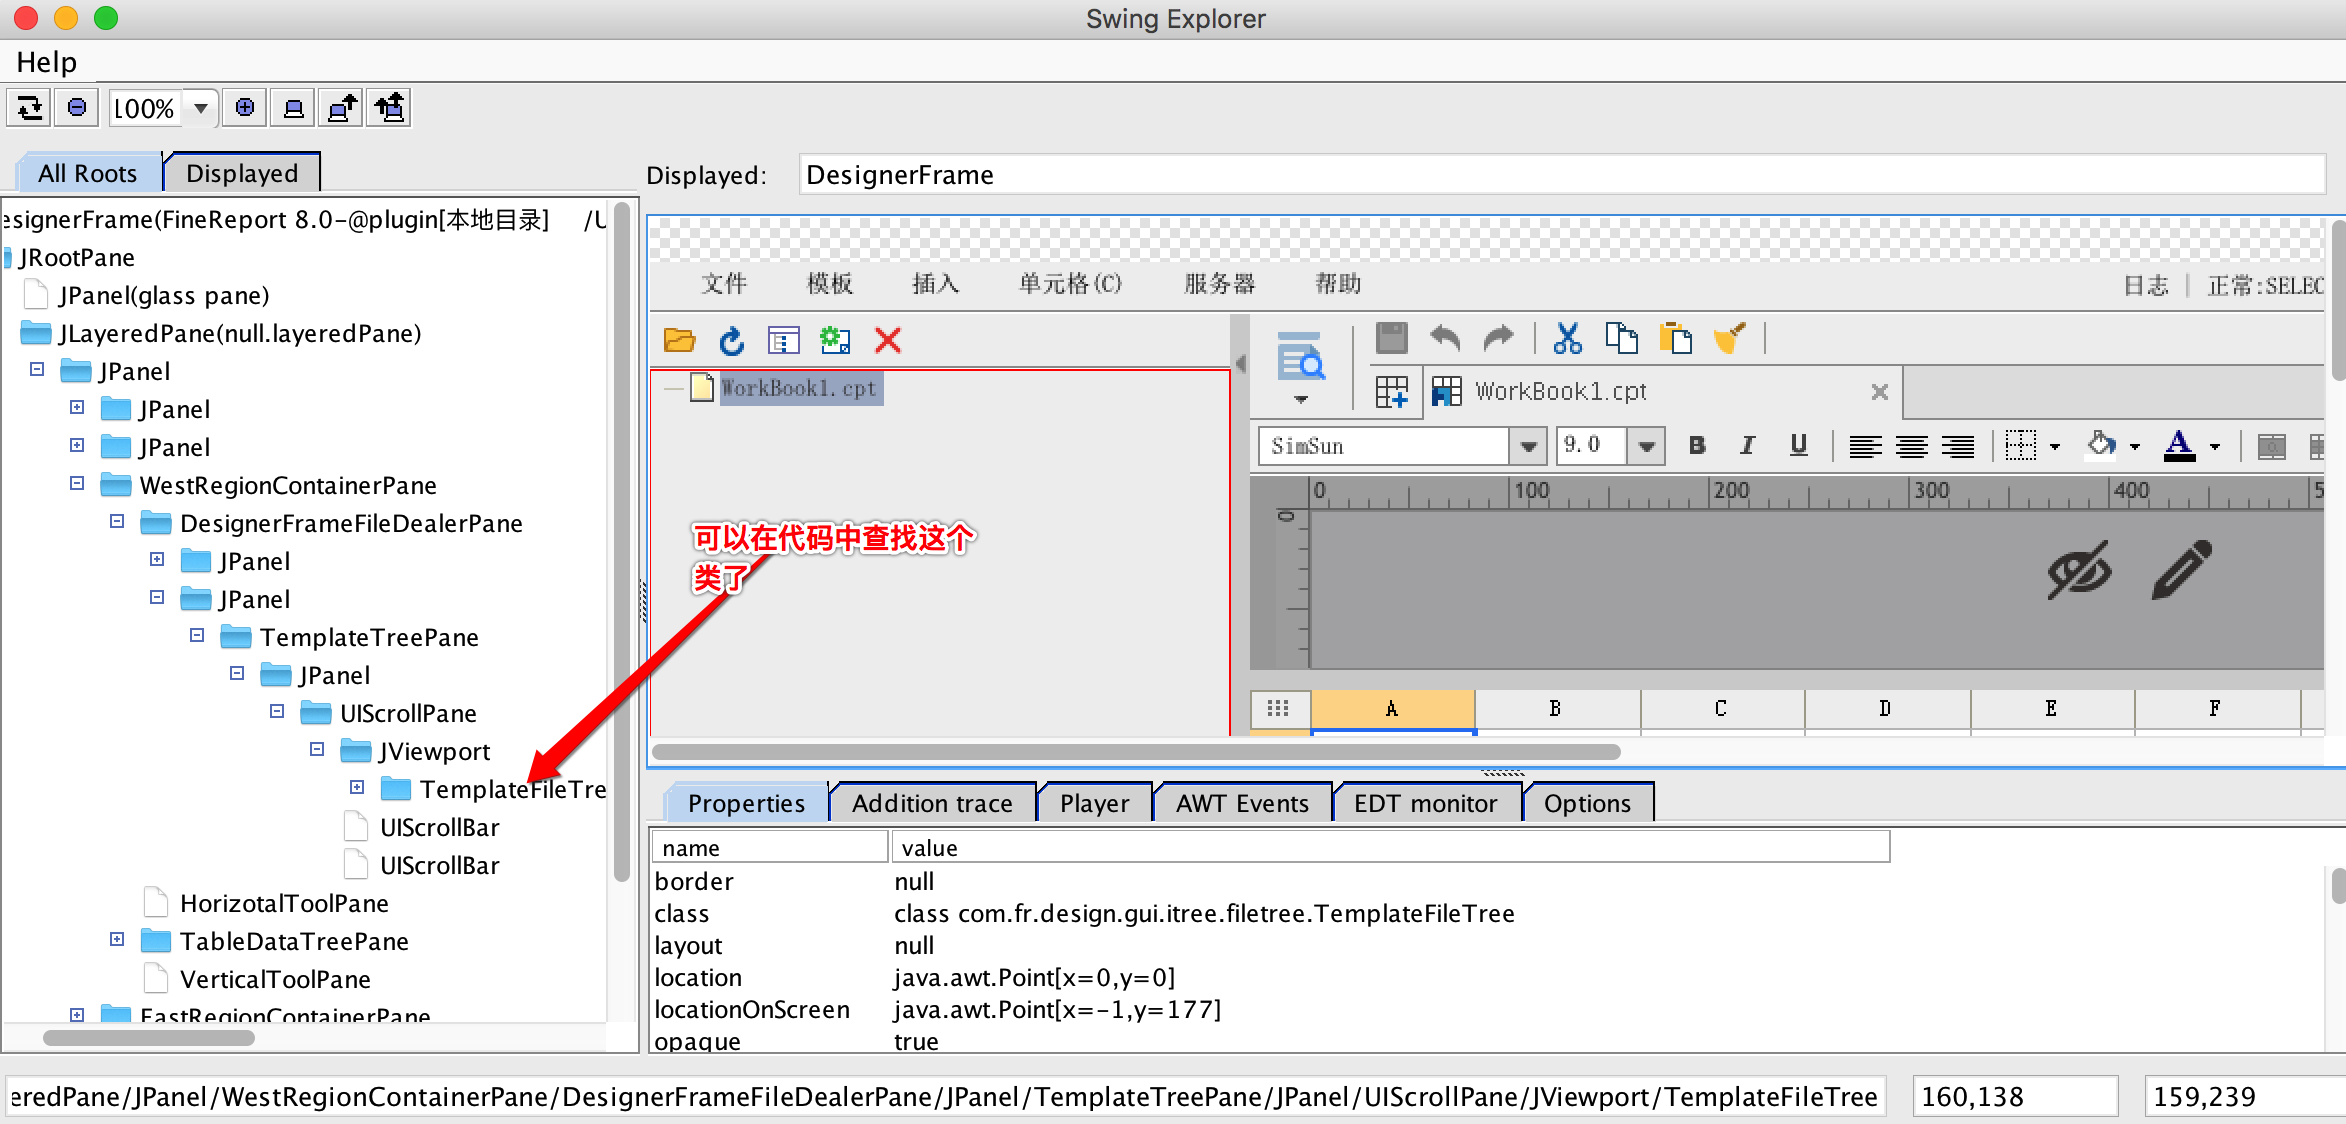 Swing Explorer
Help
100%
All Roots
Displayed
Displayed:
DesignerFrame
esignerFrame(FineReport 8.0-@plugin[本地目录] /U
JRootPane
JPanel(glass pane)
JLayeredPane(null.layeredPane)
JPanel
JPanel
JPanel
WestRegionContainerPane
DesignerFrameFileDealerPane
JPanel
JPanel
TemplateTreePane
JPanel
UIScrollPane
JViewport
TemplateFileTre
UIScrollBar
UIScrollBar
HorizotalToolPane
TableDataTreePane
VerticalToolPane
EastRegionContainerPane
文件 模板 插入 单元格(C) 服务器 帮助 日志 | 正常:SELEC
WorkBook1.cpt
WorkBook1.cpt
SimSun 9.0 B I U A
0 100 200 300 400 5
0
可以在代码中查找这个
类了
A B C D E F
Properties Addition trace Player AWT Events EDT monitor Options
name value
border null
class class com.fr.design.gui.itree.filetree.TemplateFileTree
layout null
location java.awt.Point[x=0,y=0]
locationOnScreen java.awt.Point[x=-1,y=177]
opaque true
eredPane/JPanel/WestRegionContainerPane/DesignerFrameFileDealerPane/JPanel/TemplateTreePane/JPanel/UIScrollPane/JViewport/TemplateFileTree
160,138
159,239